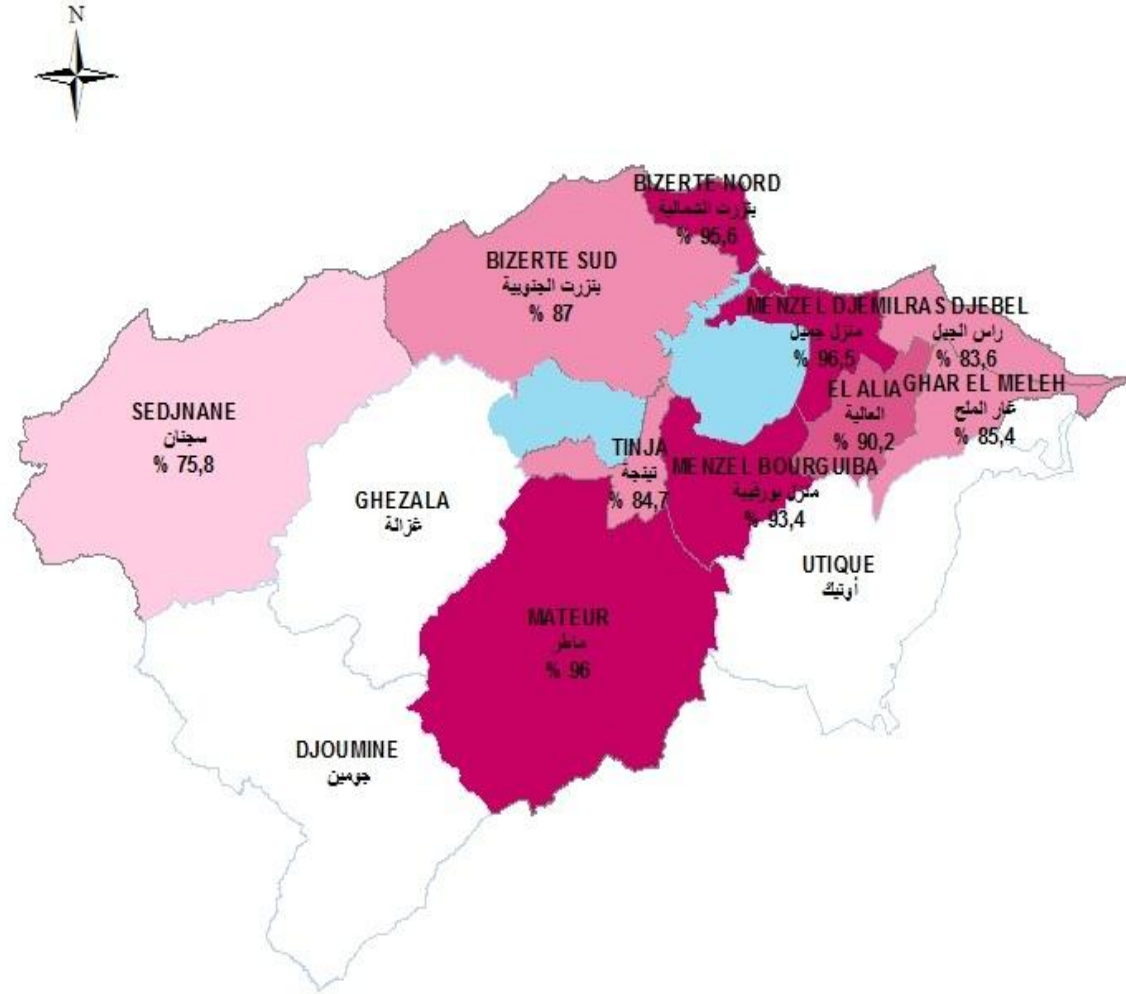 N
BIZERTE NORD
بنزرت الشمالية
% 95,6
BIZERTE SUD
بنزرت الجنوبية
% 87
MENZEL DJEMIL
منزل جميل
% 96,5
RAS DJEBEL
راس الجبل
% 83,6
SEDJNANE
سجنان
% 75,8
EL ALIA
العالية
% 90,2
GHAR EL MELEH
غار الملح
% 85,4
TINJA
تينجة
% 84,7
MENZEL BOURGUIBA
منزل بورقيبة
% 93,4
GHEZALA
غزالة
UTIQUE
أوتيك
MATEUR
ماطر
% 96
DJOUMINE
جومين